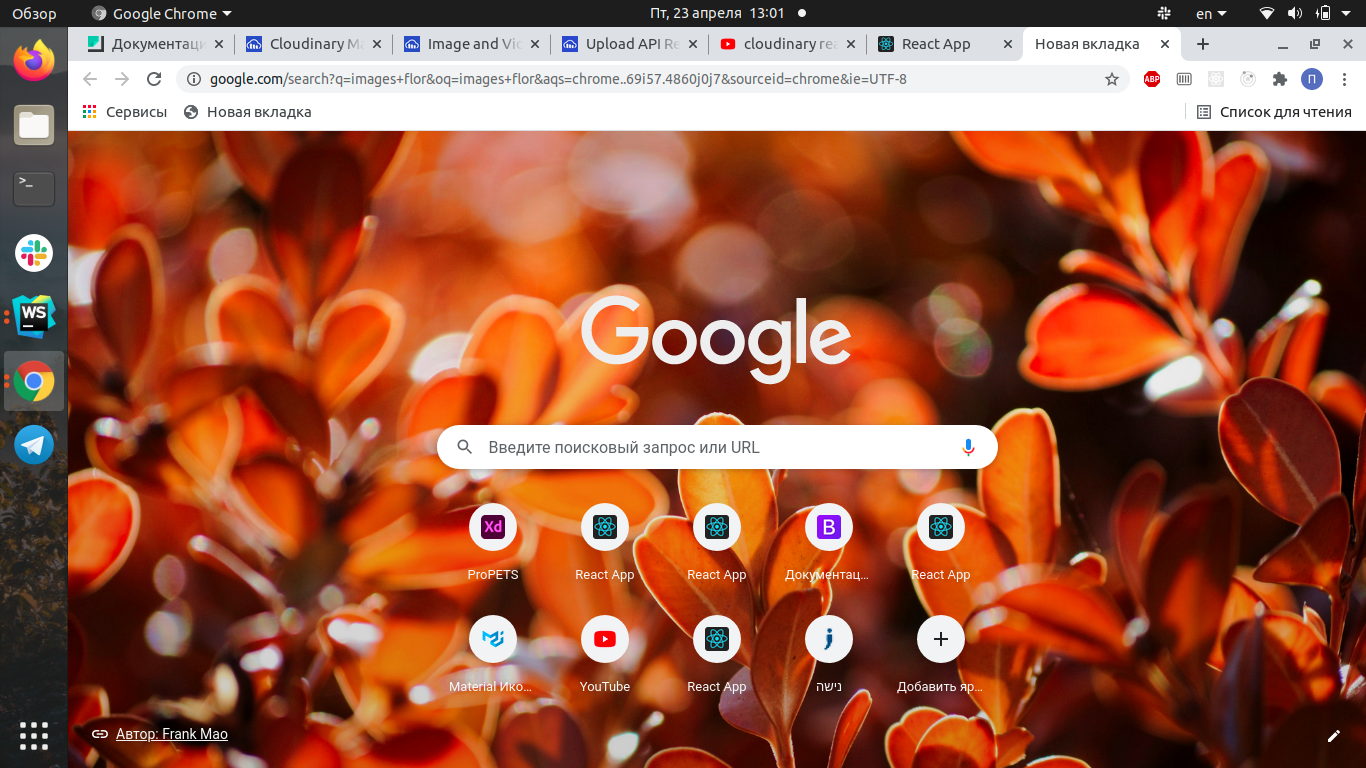 Обзор
Google Chrome
Пт, 23 апреля 13:01
en
Документаци
Cloudinary Ma
Image and Vid
Upload API Re
cloudinary rea
React App
Новая вкладка
google.com/search?q=images+flor&oq=images+flor&aqs=chrome..69i57.4860j0j7&sourceid=chrome&ie=UTF-8
ABP
П
Сервисы
Новая вкладка
Список для чтения
>_
WS
Google
Введите поисковый запрос или URL
Xd
B
ProPETS
React App
React App
Документац...
React App
Material Ико...
YouTube
React App
נישה
Добавить яр...
Автор: Frank Mao